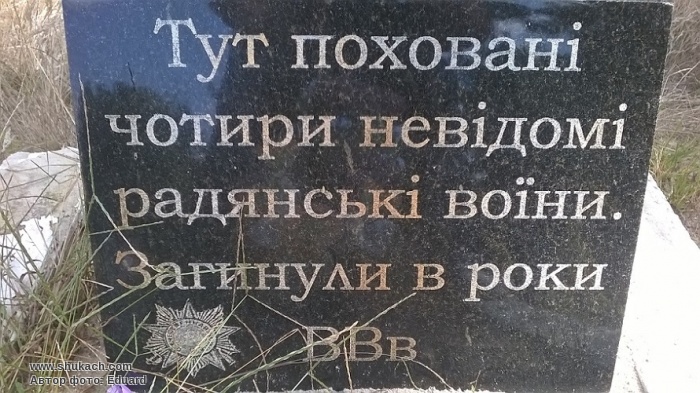 Тут поховані
чотири невідомі
радянські воїни.
Загинули в роки
ВВв
www.shukach.com
Автор фото: Eduard